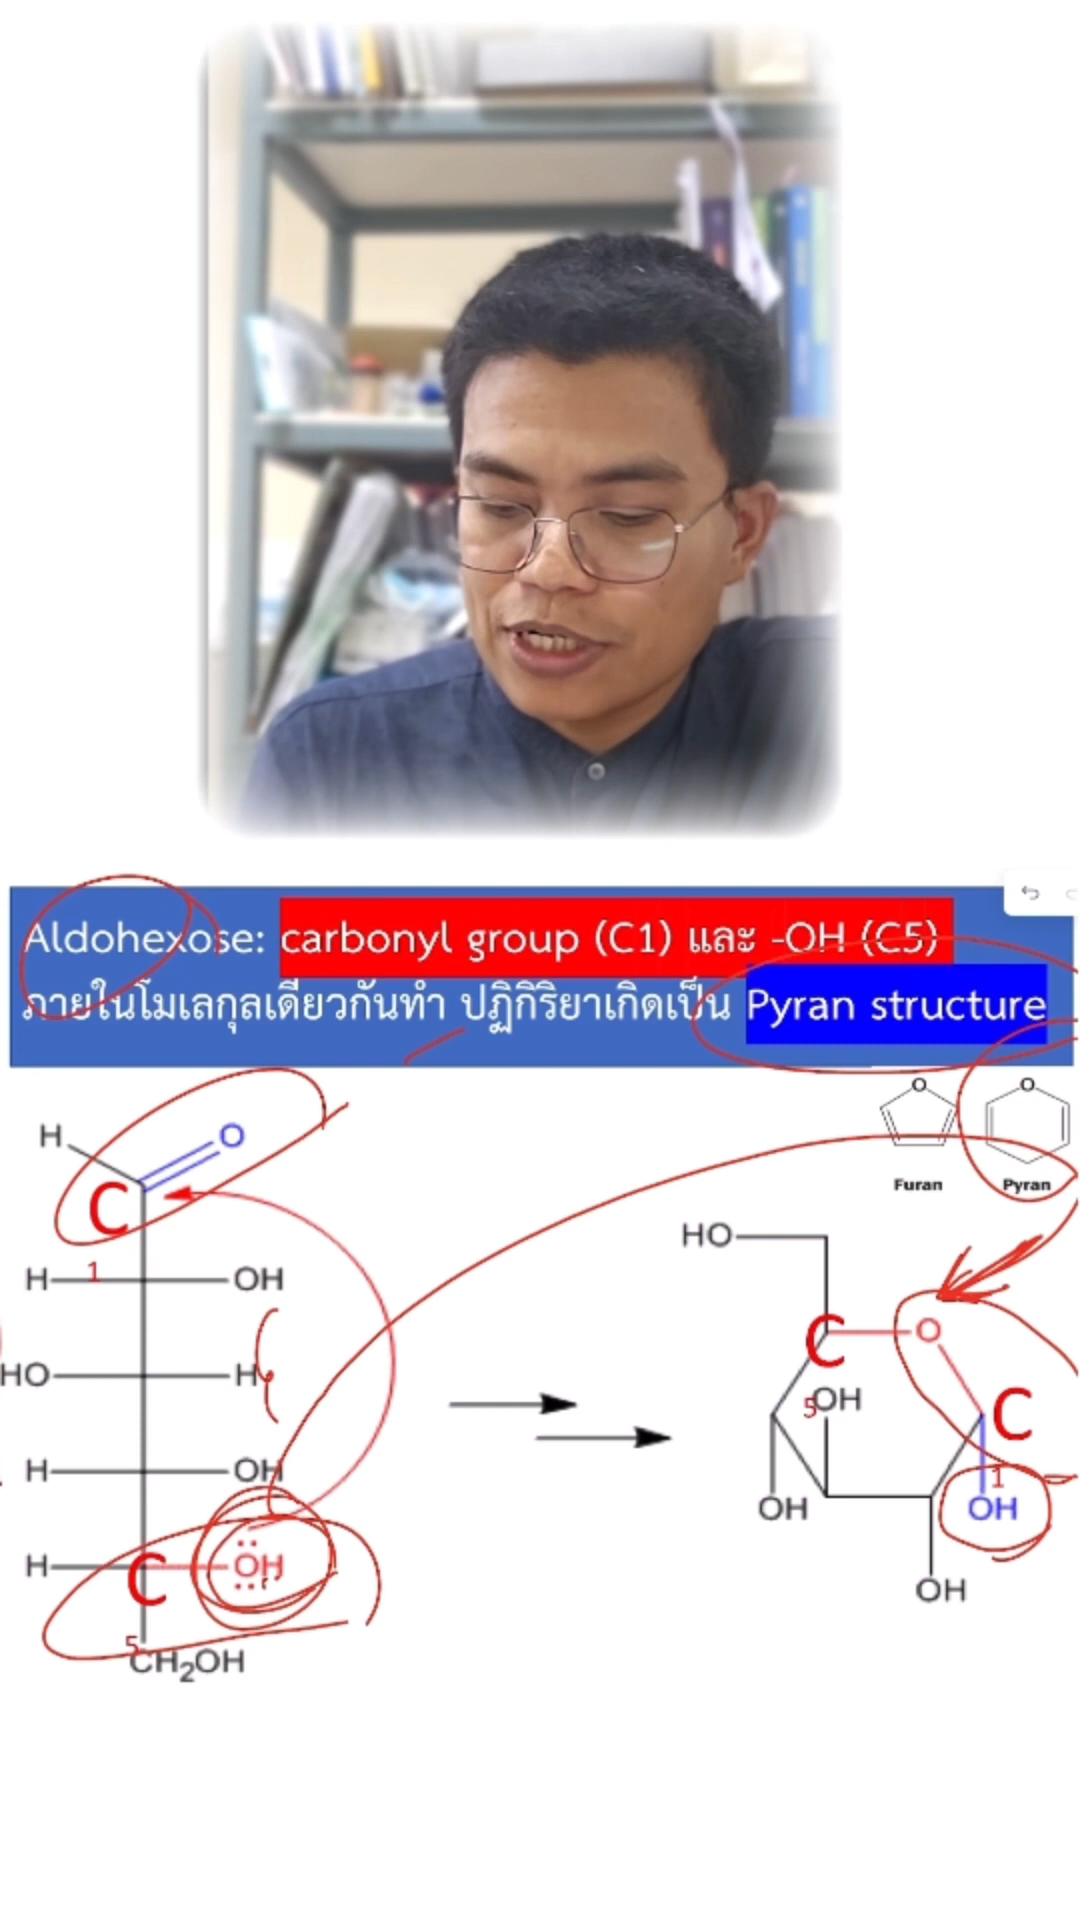 Aldohexose: carbonyl group (C1) และ -OH (C5)
ภายในโมเลกุลเดียวกันทำ ปฏิกิริยาเกิดเป็น Pyran structure
O
O
Furan
Pyran
H
O
C
1
H
OH
HO
H
H
OH
H
C
OH
5
CH2OH
HO
C
O
5
OH
C
1
OH
OH
OH